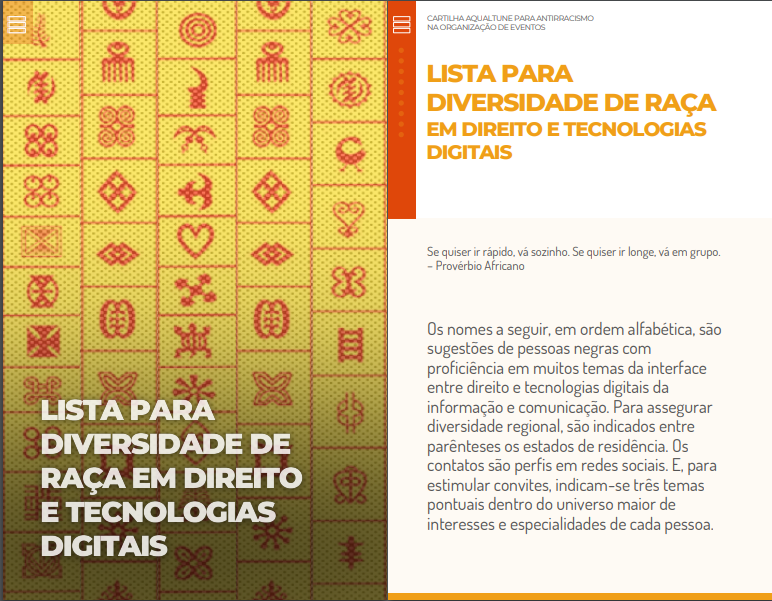 LISTA PARA
DIVERSIDADE DE
RAÇA EM DIREITO
E TECNOLOGIAS
DIGITAIS
CARTILHA AQUALTUNE PARA ANTIRRACISMO
NA ORGANIZAÇÃO DE EVENTOS
LISTA PARA
DIVERSIDADE DE RAÇA
EM DIREITO E TECNOLOGIAS
DIGITAIS
Se quiser ir rápido, vá sozinho. Se quiser ir longe, vá em grupo.
– Provérbio Africano
Os nomes a seguir, em ordem alfabética, são
sugestões de pessoas negras com
proficiência em muitos temas da interface
entre direito e tecnologias digitais da
informação e comunicação. Para assegurar
diversidade regional, são indicados entre
parênteses os estados de residência. Os
contatos são perfis em redes sociais. E, para
estimular convites, indicam-se três temas
pontuais dentro do universo maior de
interesses e especialidades de cada pessoa.